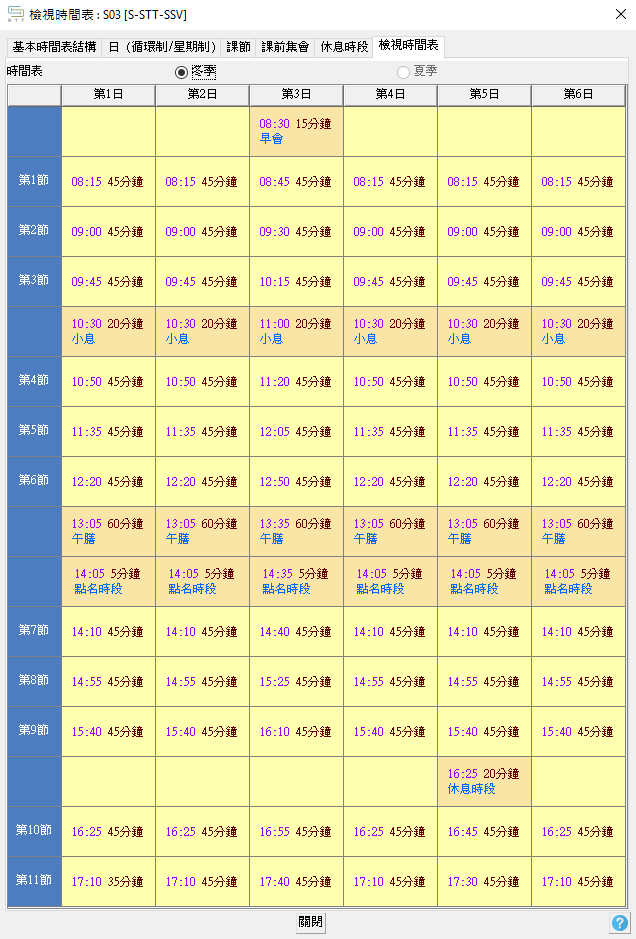 檢視時間表 : S03 [S-STT-SSV]
基本時間表結構 日 (循環制/星期制) 課節 課前集會 休息時段 檢視時間表
時間表 冬季 夏季
第1日 第2日 第3日 第4日 第5日 第6日
08:30 15分鐘
早會
第1節 08:15 45分鐘 08:15 45分鐘 08:45 45分鐘 08:15 45分鐘 08:15 45分鐘 08:15 45分鐘
第2節 09:00 45分鐘 09:00 45分鐘 09:30 45分鐘 09:00 45分鐘 09:00 45分鐘 09:00 45分鐘
第3節 09:45 45分鐘 09:45 45分鐘 10:15 45分鐘 09:45 45分鐘 09:45 45分鐘 09:45 45分鐘
10:30 20分鐘 10:30 20分鐘 11:00 20分鐘 10:30 20分鐘 10:30 20分鐘 10:30 20分鐘
小息 小息 小息 小息 小息 小息
第4節 10:50 45分鐘 10:50 45分鐘 11:20 45分鐘 10:50 45分鐘 10:50 45分鐘 10:50 45分鐘
第5節 11:35 45分鐘 11:35 45分鐘 12:05 45分鐘 11:35 45分鐘 11:35 45分鐘 11:35 45分鐘
第6節 12:20 45分鐘 12:20 45分鐘 12:50 45分鐘 12:20 45分鐘 12:20 45分鐘 12:20 45分鐘
13:05 60分鐘 13:05 60分鐘 13:35 60分鐘 13:05 60分鐘 13:05 60分鐘 13:05 60分鐘
午膳 午膳 午膳 午膳 午膳 午膳
14:05 5分鐘 14:05 5分鐘 14:35 5分鐘 14:05 5分鐘 14:05 5分鐘 14:05 5分鐘
點名時段 點名時段 點名時段 點名時段 點名時段 點名時段
第7節 14:10 45分鐘 14:10 45分鐘 14:40 45分鐘 14:10 45分鐘 14:10 45分鐘 14:10 45分鐘
第8節 14:55 45分鐘 14:55 45分鐘 15:25 45分鐘 14:55 45分鐘 14:55 45分鐘 14:55 45分鐘
第9節 15:40 45分鐘 15:40 45分鐘 16:10 45分鐘 15:40 45分鐘 15:40 45分鐘 15:40 45分鐘
16:25 20分鐘
休息時段
第10節 16:25 45分鐘 16:25 45分鐘 16:55 45分鐘 16:25 45分鐘 16:45 45分鐘 16:25 45分鐘
第11節 17:10 35分鐘 17:10 45分鐘 17:40 45分鐘 17:10 45分鐘 17:30 45分鐘 17:10 45分鐘
關閉 ?